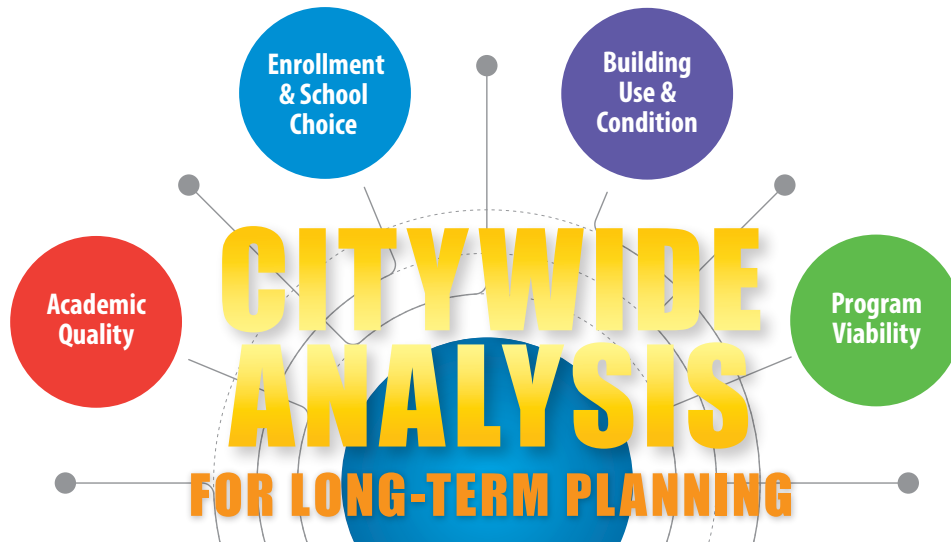 Enrollment
& School
Choice
Building
Use &
Condition
Academic
Quality
Program
Viability
CITYWIDE
ANALYSIS
FOR LONG-TERM PLANNING